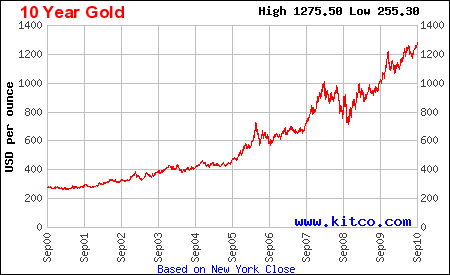 10 Year Gold
High 1275.50 Low 255.30
USD per ounce
1400
1200
1000
800
600
400
200
0
1400
1200
1000
800
600
400
200
0
www.kitco.com
Sep00
Sep01
Sep02
Sep03
Sep04
Sep05
Sep06
Sep07
Sep08
Sep09
Sep10
Based on New York Close